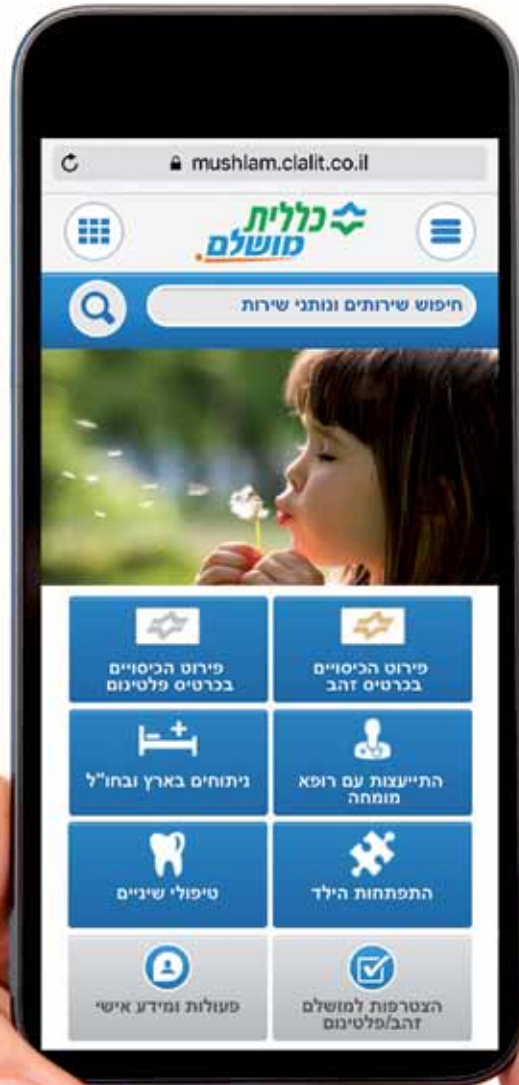 mushlam.clalit.co.il
כללית
מושלם.
חיפוש שירותים ונותני שירות
פירוט הכיסויים
בכרטיס זהב
פירוט הכיסויים
בכרטיס פלטינום
התייעצות עם רופא
מומחה
ניתוחים בארץ ובחו"ל
התפתחות הילד
טיפולי שיניים
הצטרפות למושלם
זהב/פלטינום
פעולות ומידע אישי